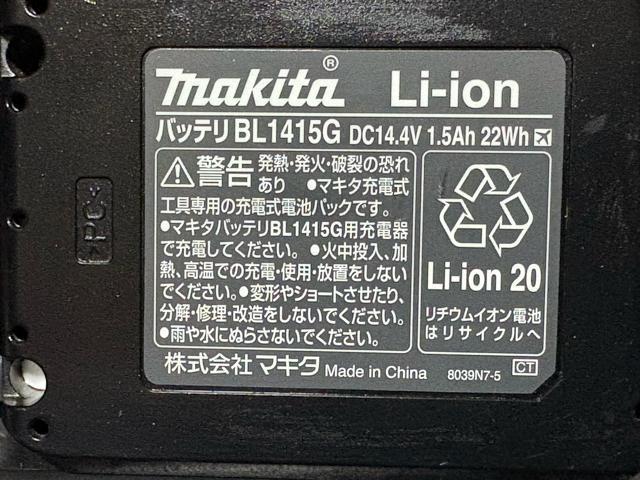 makita® Li-ion
バッテリ BL1415G DC14.4V 1.5Ah 22Wh
警告 発熱・発火・破裂の恐れ
あり ●マキタ充電式
工具専用の充電式電池パックです。
●マキタバッテリBL1415G用充電器
で充電してください。●火中投入、加
熱、高温での充電・使用・放置をしない
でください。●変形やショートさせたり、
分解・修理・改造をしないでください。
●雨や水にぬらさないでください。
株式会社マキタ Made in China
Li-ion 20
リチウムイオン電池
はリサイクルへ
8039N7-5 CT
>PC<